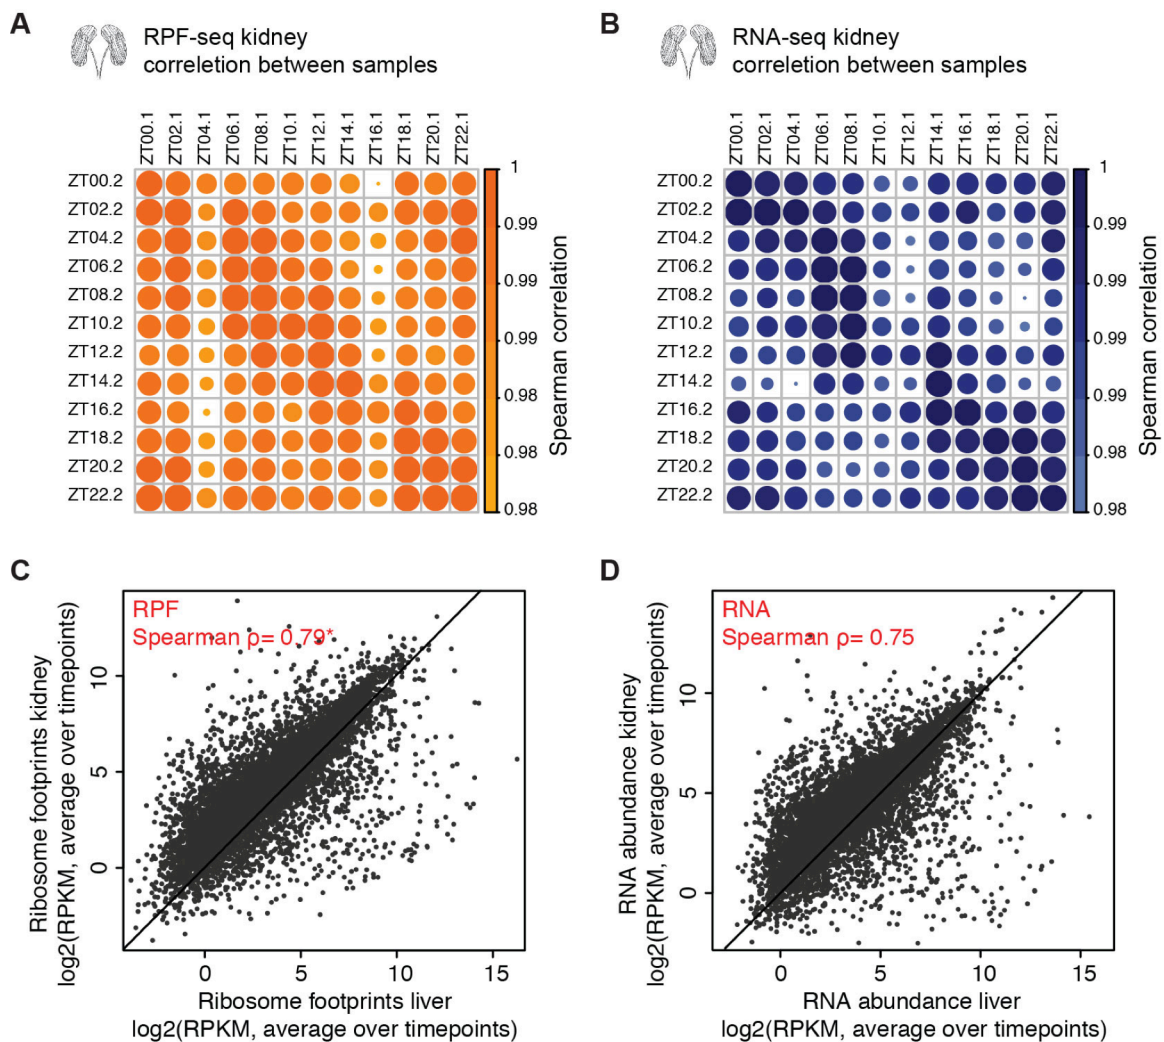 A
RPF-seq kidney
correletion between samples
ZT00.1 ZT02.1 ZT04.1 ZT06.1 ZT08.1 ZT10.1 ZT12.1 ZT14.1 ZT16.1 ZT18.1 ZT20.1 ZT22.1
ZT00.2
ZT02.2
ZT04.2
ZT06.2
ZT08.2
ZT10.2
ZT12.2
ZT14.2
ZT16.2
ZT18.2
ZT20.2
ZT22.2
1
0.99
0.99
0.99
0.98
0.98
0.98
Spearman correlation
B
RNA-seq kidney
correletion between samples
ZT00.1 ZT02.1 ZT04.1 ZT06.1 ZT08.1 ZT10.1 ZT12.1 ZT14.1 ZT16.1 ZT18.1 ZT20.1 ZT22.1
ZT00.2
ZT02.2
ZT04.2
ZT06.2
ZT08.2
ZT10.2
ZT12.2
ZT14.2
ZT16.2
ZT18.2
ZT20.2
ZT22.2
1
0.99
0.99
0.99
0.99
0.98
0.98
Spearman correlation
C
RPF
Spearman ρ= 0.79*
Ribosome footprints kidney
log2(RPKM, average over timepoints)
10
5
0
0 5 10 15
Ribosome footprints liver
log2(RPKM, average over timepoints)
D
RNA
Spearman ρ= 0.75
RNA abundance kidney
log2(RPKM, average over timepoints)
10
5
0
0 5 10 15
RNA abundance liver
log2(RPKM, average over timepoints)